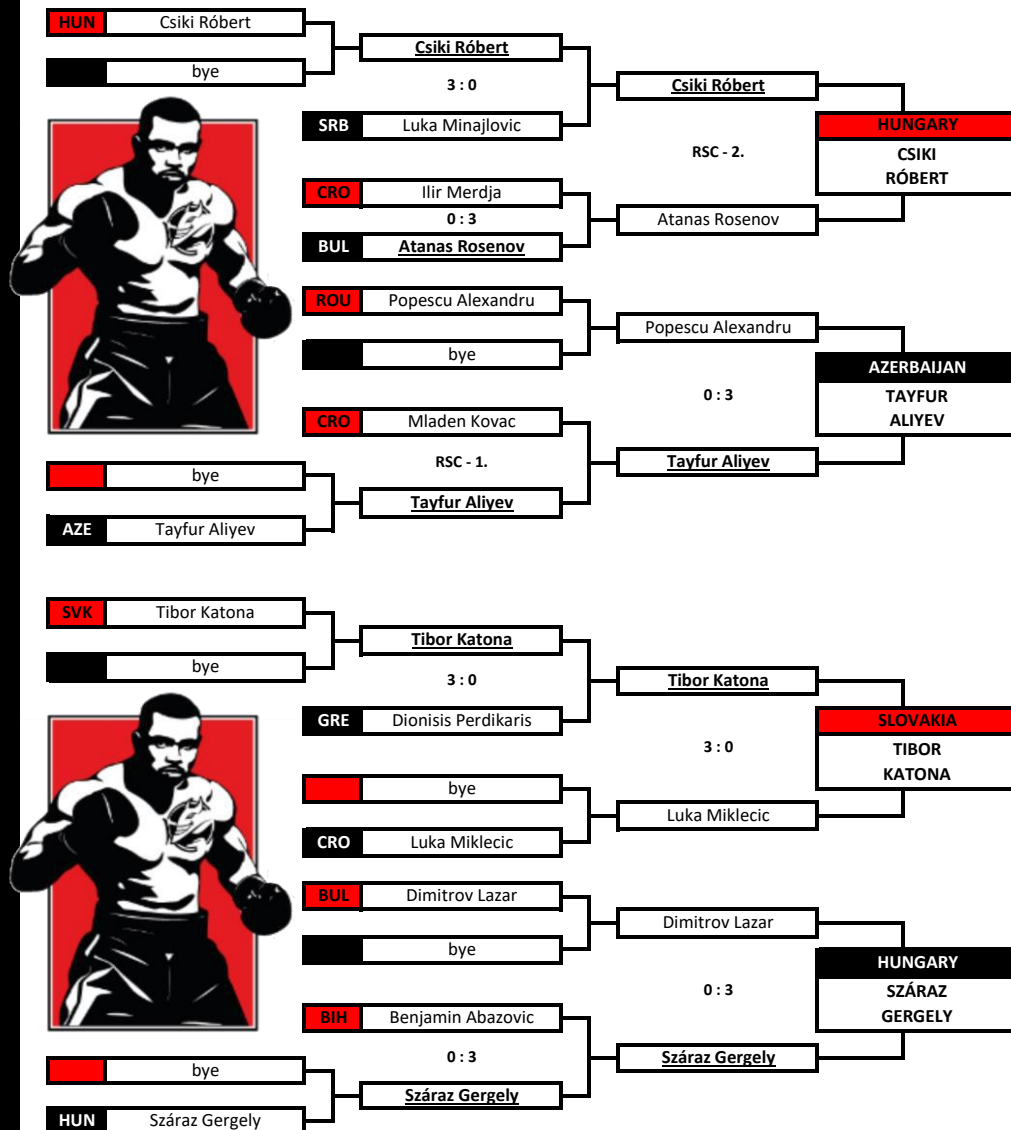 HUN Csiki Róbert
Csiki Róbert
bye
3 : 0
Csiki Róbert
SRB Luka Minajlovic
HUNGARY
RSC - 2.
CSIKI
RÓBERT
CRO Ilir Merdja
0 : 3
Atanas Rosenov
BUL Atanas Rosenov
ROU Popescu Alexandru
Popescu Alexandru
bye
AZERBAIJAN
0 : 3
TAYFUR
ALIYEV
CRO Mladen Kovac
RSC - 1.
Tayfur Aliyev
bye
Tayfur Aliyev
AZE Tayfur Aliyev
SVK Tibor Katona
Tibor Katona
bye
3 : 0
Tibor Katona
GRE Dionisis Perdikaris
SLOVAKIA
3 : 0
TIBOR
KATONA
bye
Luka Miklecic
CRO Luka Miklecic
BUL Dimitrov Lazar
Dimitrov Lazar
bye
HUNGARY
0 : 3
SZÁRAZ
GERGELY
BIH Benjamin Abazovic
0 : 3
Száraz Gergely
bye
Száraz Gergely
HUN Száraz Gergely